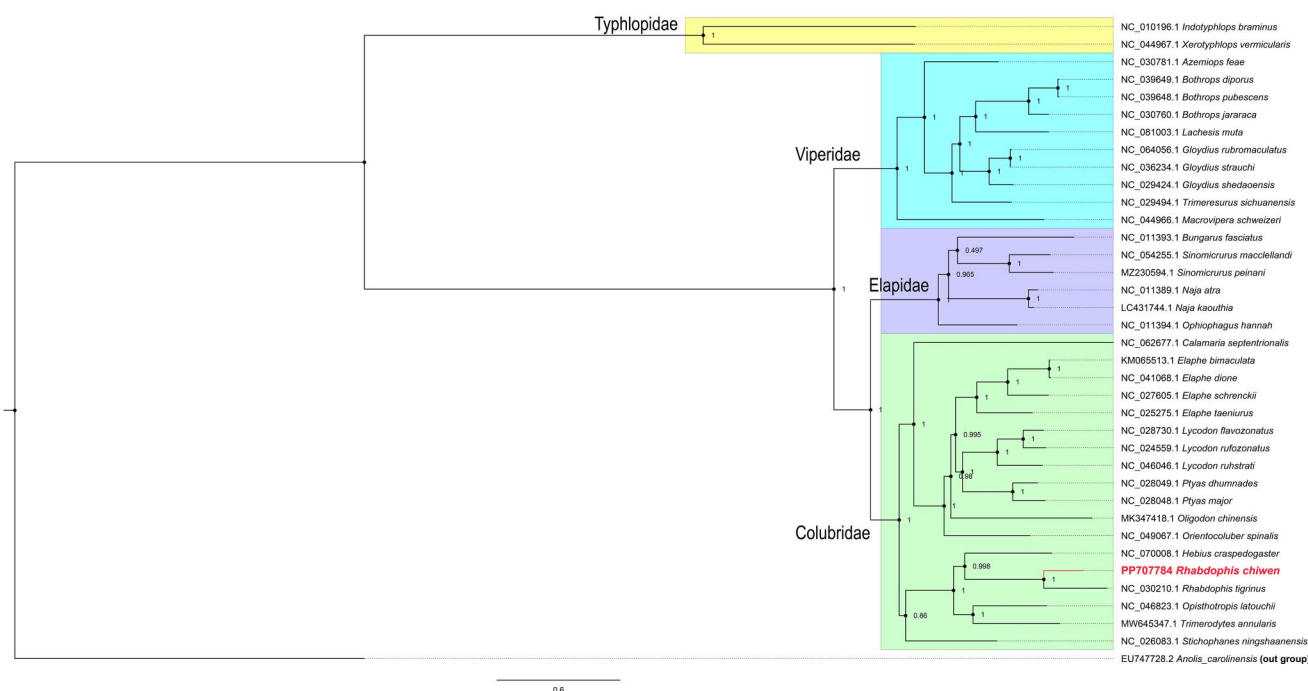 Typhlopidae
NC_010196.1 Indotyphlops braminus
1
NC_044967.1 Xerotyphlops vermicularis
NC_030781.1 Azemiops feae
NC_039649.1 Bothrops diporus
1
NC_039648.1 Bothrops pubescens
1
NC_030760.1 Bothrops jararaca
1
1
NC_081003.1 Lachesis muta
1
NC_064056.1 Gloydius rubromaculatus
Viperidae
1
1
NC_036234.1 Gloydius strauchi
1
1
NC_029424.1 Gloydius shedaoensis
NC_029494.1 Trimeresurus sichuanensis
NC_044966.1 Macrovipera schweizeri
NC_011393.1 Bungarus fasciatus
0.497
NC_054255.1 Sinomicrurus macclellandi
1
0.965
MZ230594.1 Sinomicrurus peinani
Elapidae
1
NC_011389.1 Naja atra
1
LC431744.1 Naja kaouthia
NC_011394.1 Ophiophagus hannah
NC_062677.1 Calamaria septentrionalis
KM065513.1 Elaphe bimaculata
1
NC_041068.1 Elaphe dione
1
NC_027605.1 Elaphe schrenckii
1
1
NC_025275.1 Elaphe taeniurus
1
NC_028730.1 Lycodon flavozonatus
0.995
1
NC_024559.1 Lycodon rufozonatus
1
NC_046046.1 Lycodon ruhstrati
1
0.98
NC_028049.1 Ptyas dhumnades
1
NC_028048.1 Ptyas major
1
MK347418.1 Oligodon chinensis
Colubridae
1
NC_049067.1 Orientocoluber spinalis
NC_070008.1 Hebius craspedogaster
0.998
PP707784 Rhabdophis chiwen
1
1
NC_030210.1 Rhabdophis tigrinus
NC_046823.1 Opisthotropis latouchii
0.86
1
MW645347.1 Trimerodytes annularis
NC_026083.1 Stichophanes ningshaanensis
EU747728.2 Anolis_carolinensis (out group)
0.6